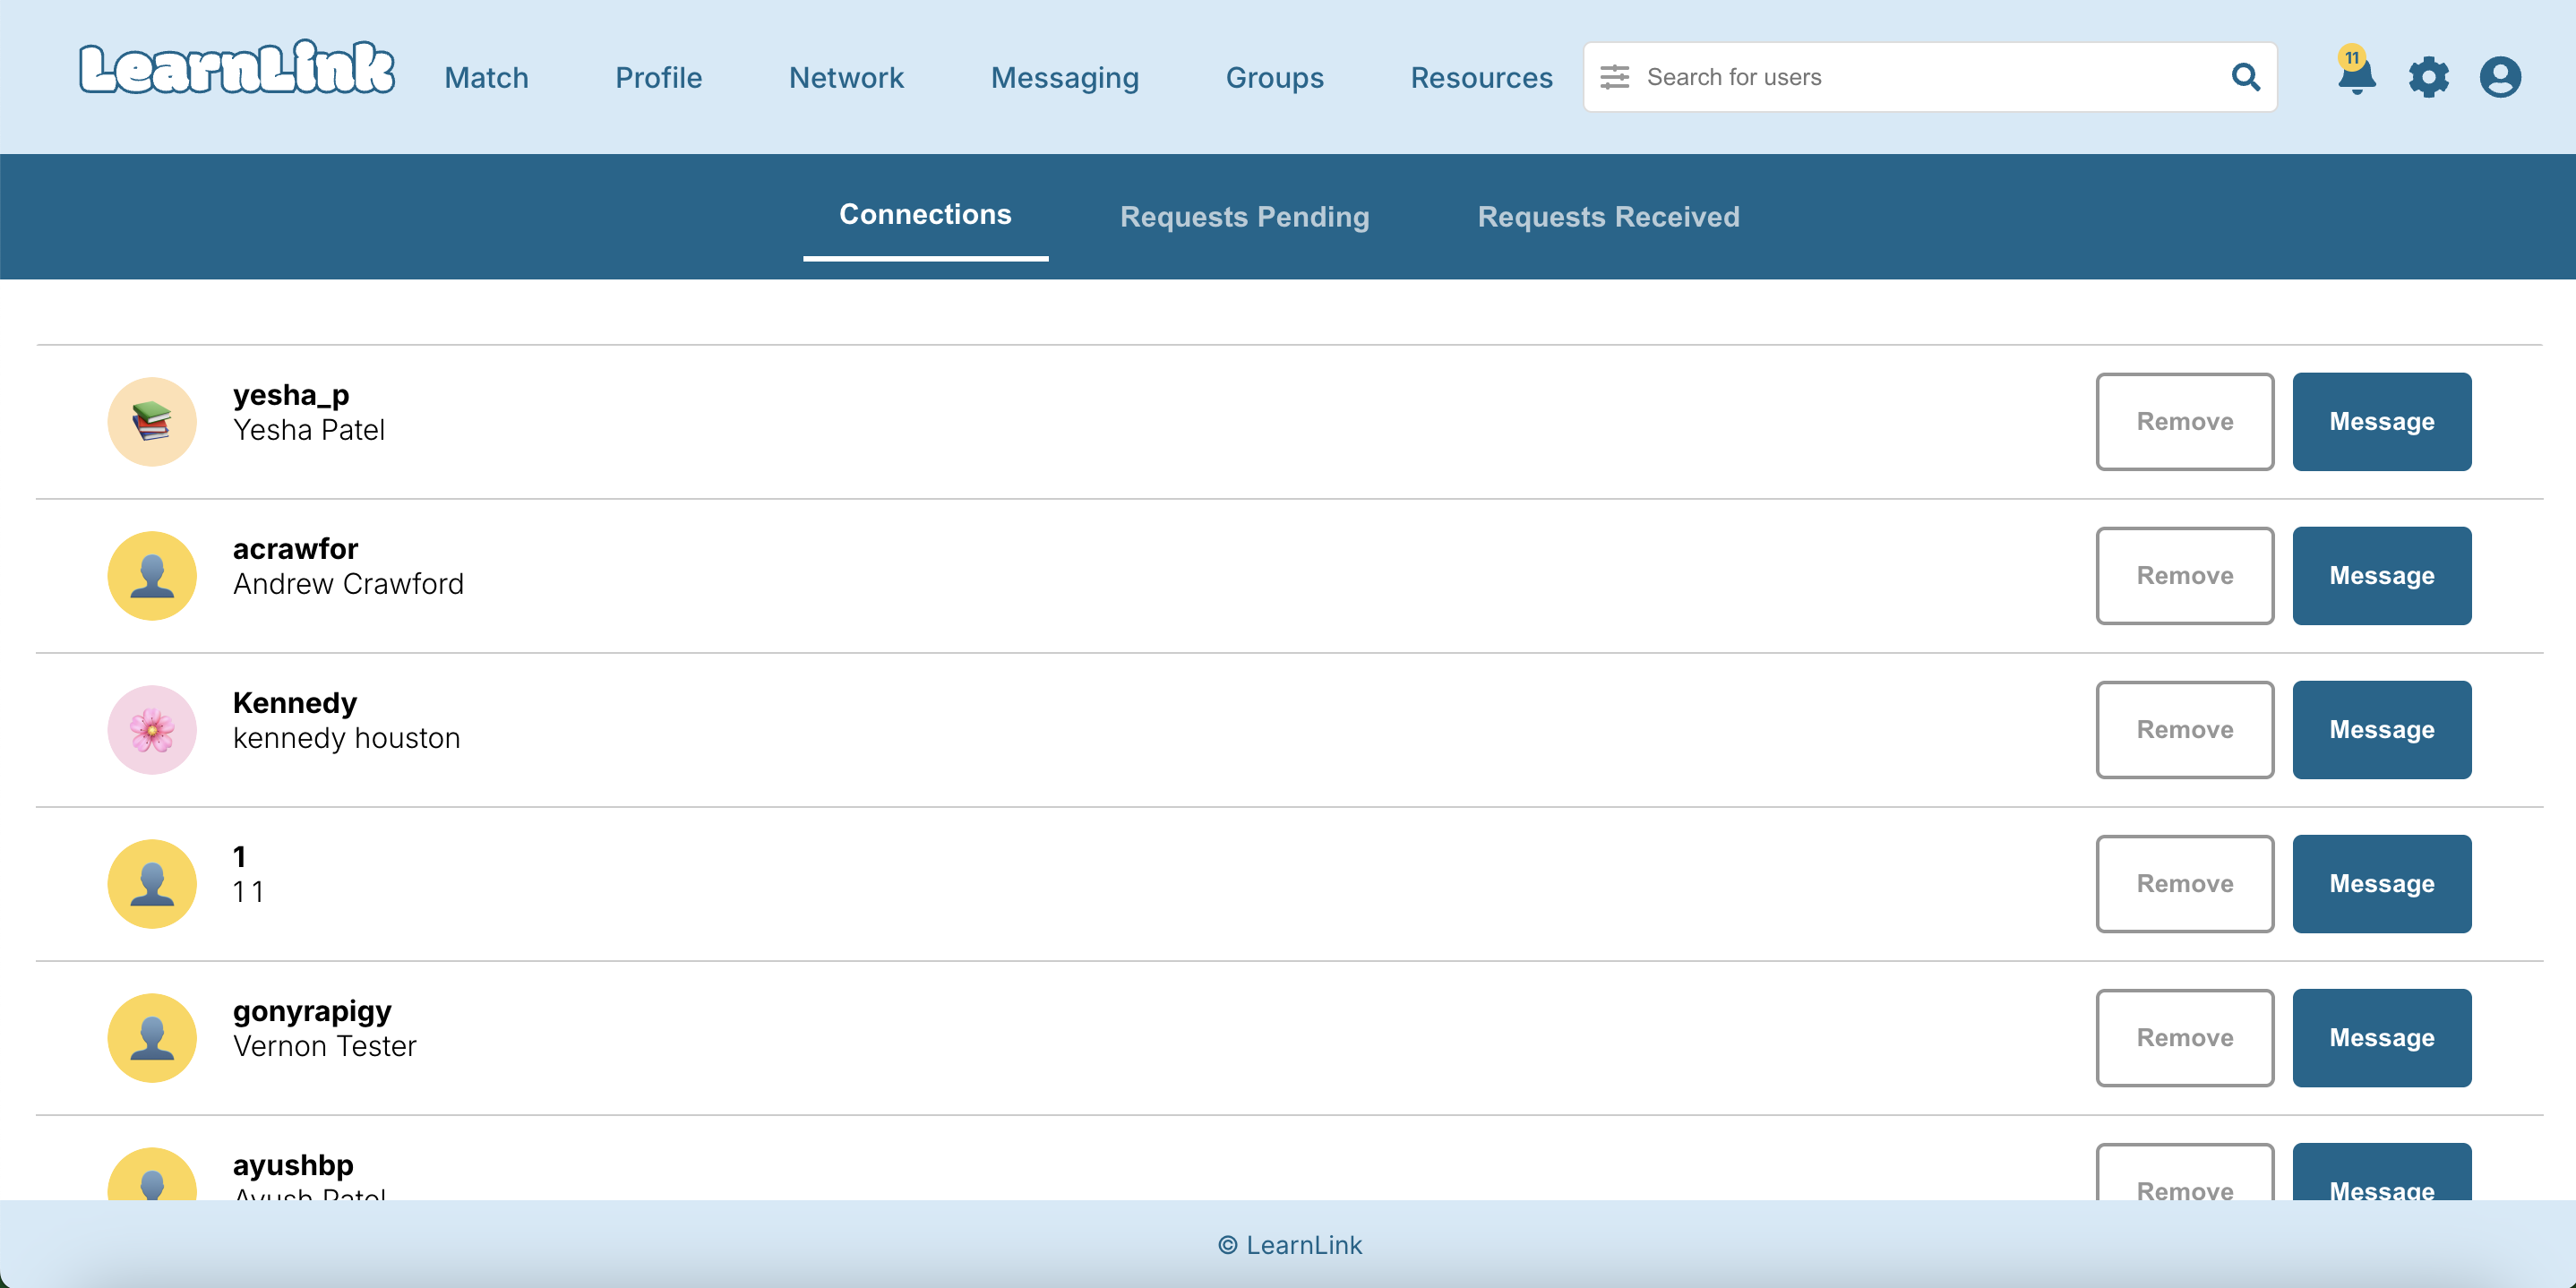 LearnLink Match Profile Network Messaging Groups Resources Search for users 11
Connections Requests Pending Requests Received
yesha_p
Yesha Patel
Remove Message
acrawfor
Andrew Crawford
Remove Message
Kennedy
kennedy houston
Remove Message
1
1 1
Remove Message
gonyrapigy
Vernon Tester
Remove Message
ayushbp
Ayush Patel
Remove Message
© LearnLink